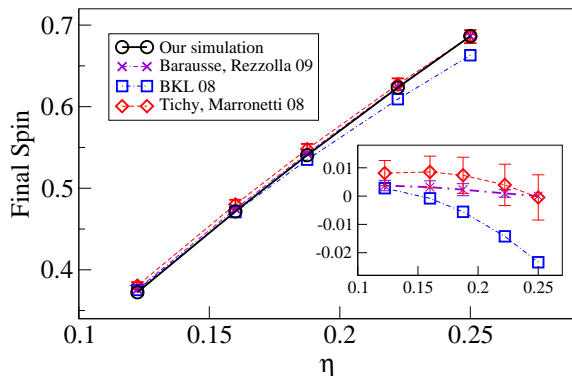 0.7
0.6
0.5
0.4
Final Spin
Our simulation
Barausse, Rezzolla 09
BKL 08
Tichy, Marronetti 08
0.01
0
-0.01
-0.02
0.1 0.15 0.2 0.25
0.1 0.15 0.2 0.25
η